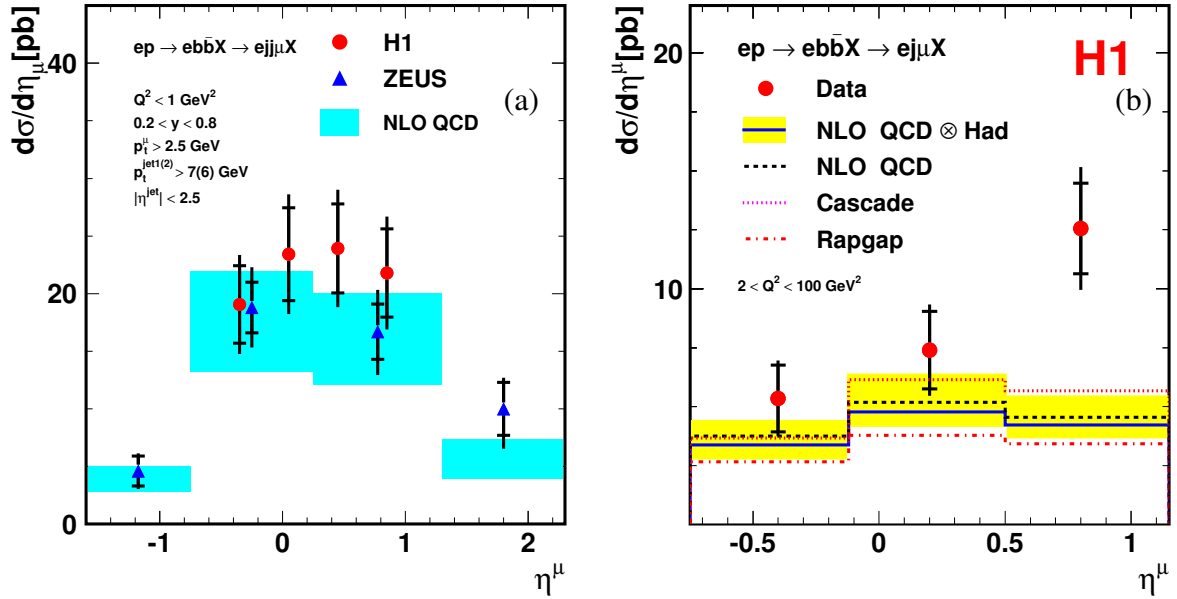 dσ/dη_μ[pb]
40
20
0
ep → ebb̄X → ejjμX
Q² < 1 GeV²
0.2 < y < 0.8
p_t^μ > 2.5 GeV
p_t^jet1(2) > 7(6) GeV
|η^jet| < 2.5
H1
ZEUS
NLO QCD
(a)
-1 0 1 2
η^μ
dσ/dη^μ[pb]
20
10
0
ep → ebb̄X → ejμX
H1
Data
(b)
NLO QCD ⊗ Had
NLO QCD
Cascade
Rapgap
2 < Q² < 100 GeV²
-0.5 0 0.5 1
η^μ